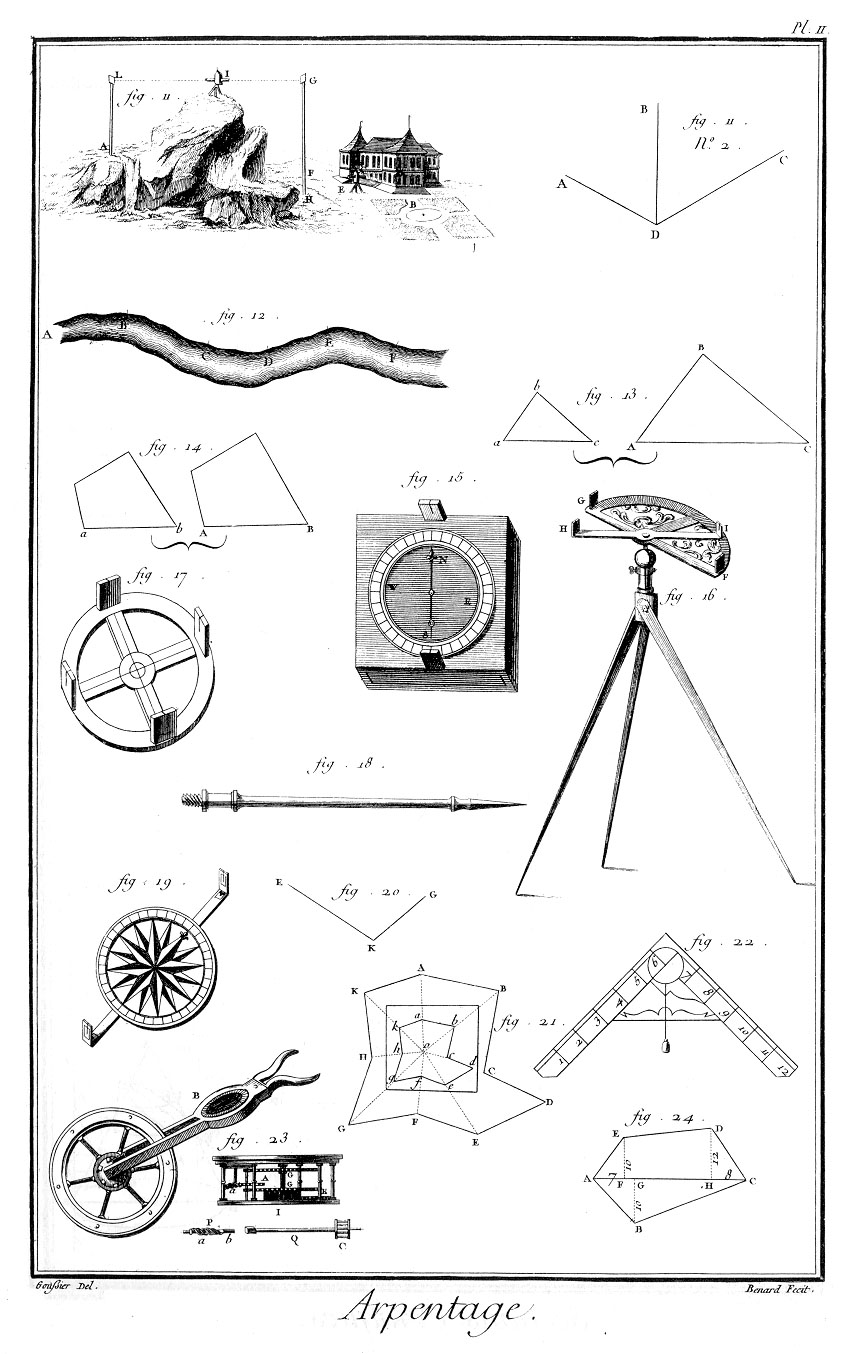 Pl. II.
L I G
fig. 11.
A F H E B
fig. 11.
N.º 2.
B A C D
fig. 12.
A B C D E F
fig. 13.
b a c B A C
fig. 14.
a b A B
fig. 15.
N W E S
fig. 16.
G H I F a
fig. 17.
fig. 18.
fig. 19.
fig. 20.
E G K
fig. 21.
A K B H C D G F E
a k b h o c d g f e
fig. 22.
1 2 3 4 5 6 7 8 9 10 11 12
fig. 23.
B
G A G a
I
P a b Q C
fig. 24.
E D A 7 F G H 8 C B
10 12 10
Goussier Del.
Benard Fecit.
Arpentage.